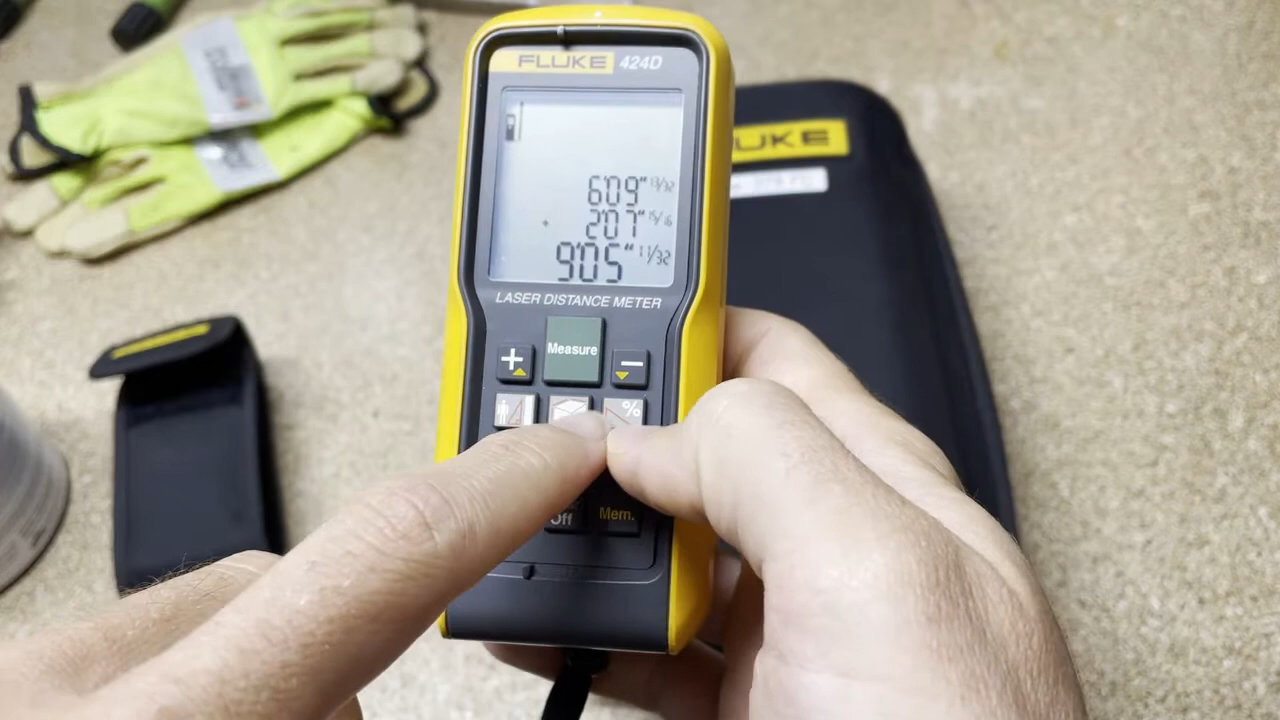 FLUKE 424D
6'09" 13/32
+ 2'07" 15/16
9'05" 11/32
LASER DISTANCE METER
Measure
+
−
%
Off
Mem.
UKE